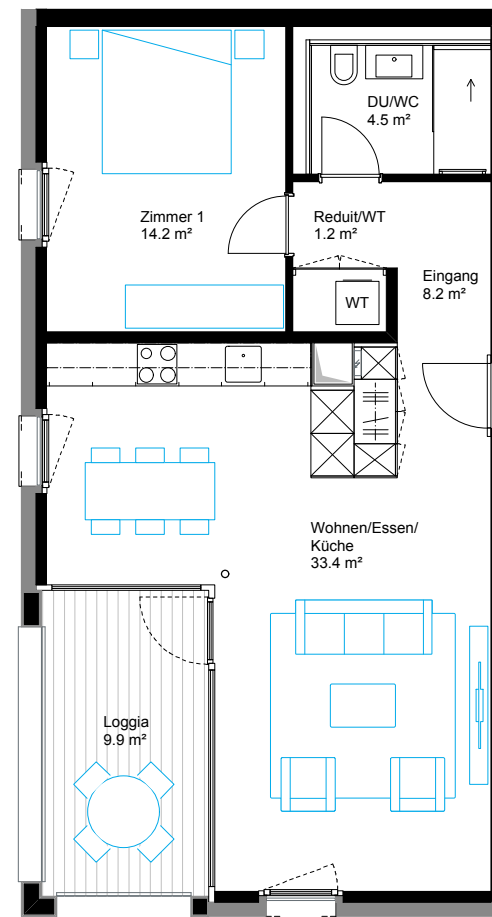 DU/WC
4.5 m²
Zimmer 1
14.2 m²
Reduit/WT
1.2 m²
Eingang
8.2 m²
WT
Wohnen/Essen/
Küche
33.4 m²
Loggia
9.9 m²